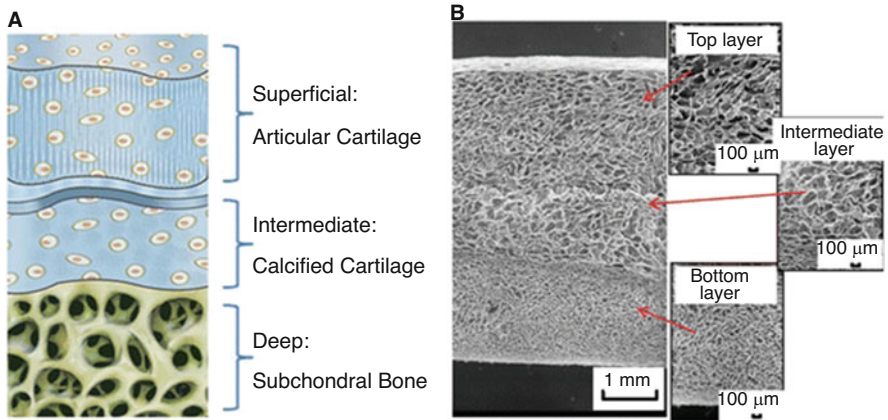 A
Superficial:
Articular Cartilage
Intermediate:
Calcified Cartilage
Deep:
Subchondral Bone
B
Top layer
100 µm
Intermediate
layer
100 µm
Bottom
layer
100 µm
1 mm